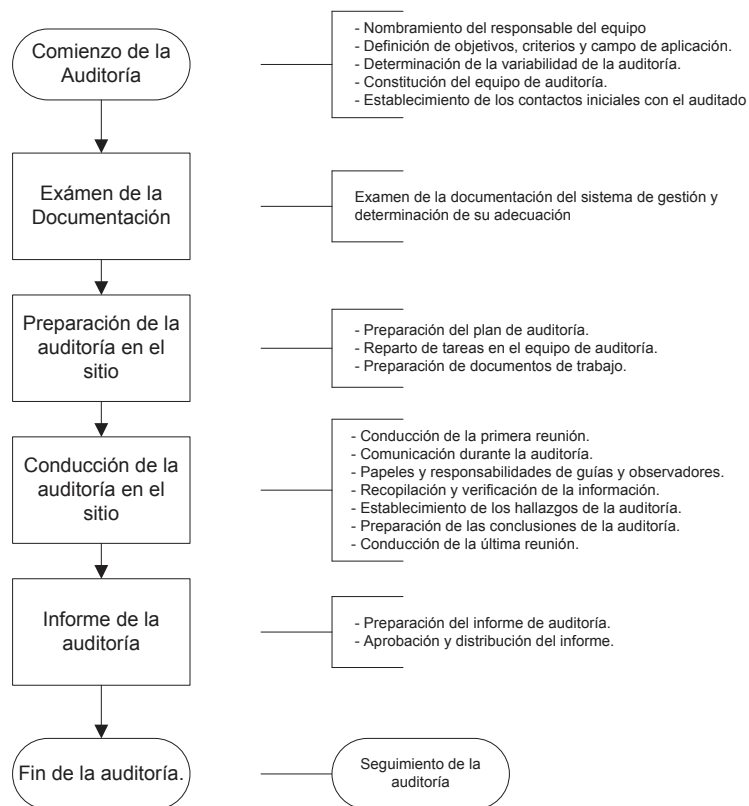 Comienzo de la
Auditoría
- Nombramiento del responsable del equipo
- Definición de objetivos, criterios y campo de aplicación.
- Determinación de la variabilidad de la auditoría.
- Constitución del equipo de auditoría.
- Establecimiento de los contactos iniciales con el auditado
Exámen de la
Documentación
Examen de la documentación del sistema de gestión y
determinación de su adecuación
Preparación de la
auditoría en el
sitio
- Preparación del plan de auditoría.
- Reparto de tareas en el equipo de auditoría.
- Preparación de documentos de trabajo.
Conducción de la
auditoría en el
sitio
- Conducción de la primera reunión.
- Comunicación durante la auditoría.
- Papeles y responsabilidades de guías y observadores.
- Recopilación y verificación de la información.
- Establecimiento de los hallazgos de la auditoría.
- Preparación de las conclusiones de la auditoría.
- Conducción de la última reunión.
Informe de la
auditoría
- Preparación del informe de auditoría.
- Aprobación y distribución del informe.
Fin de la auditoría.
Seguimiento de la
auditoría